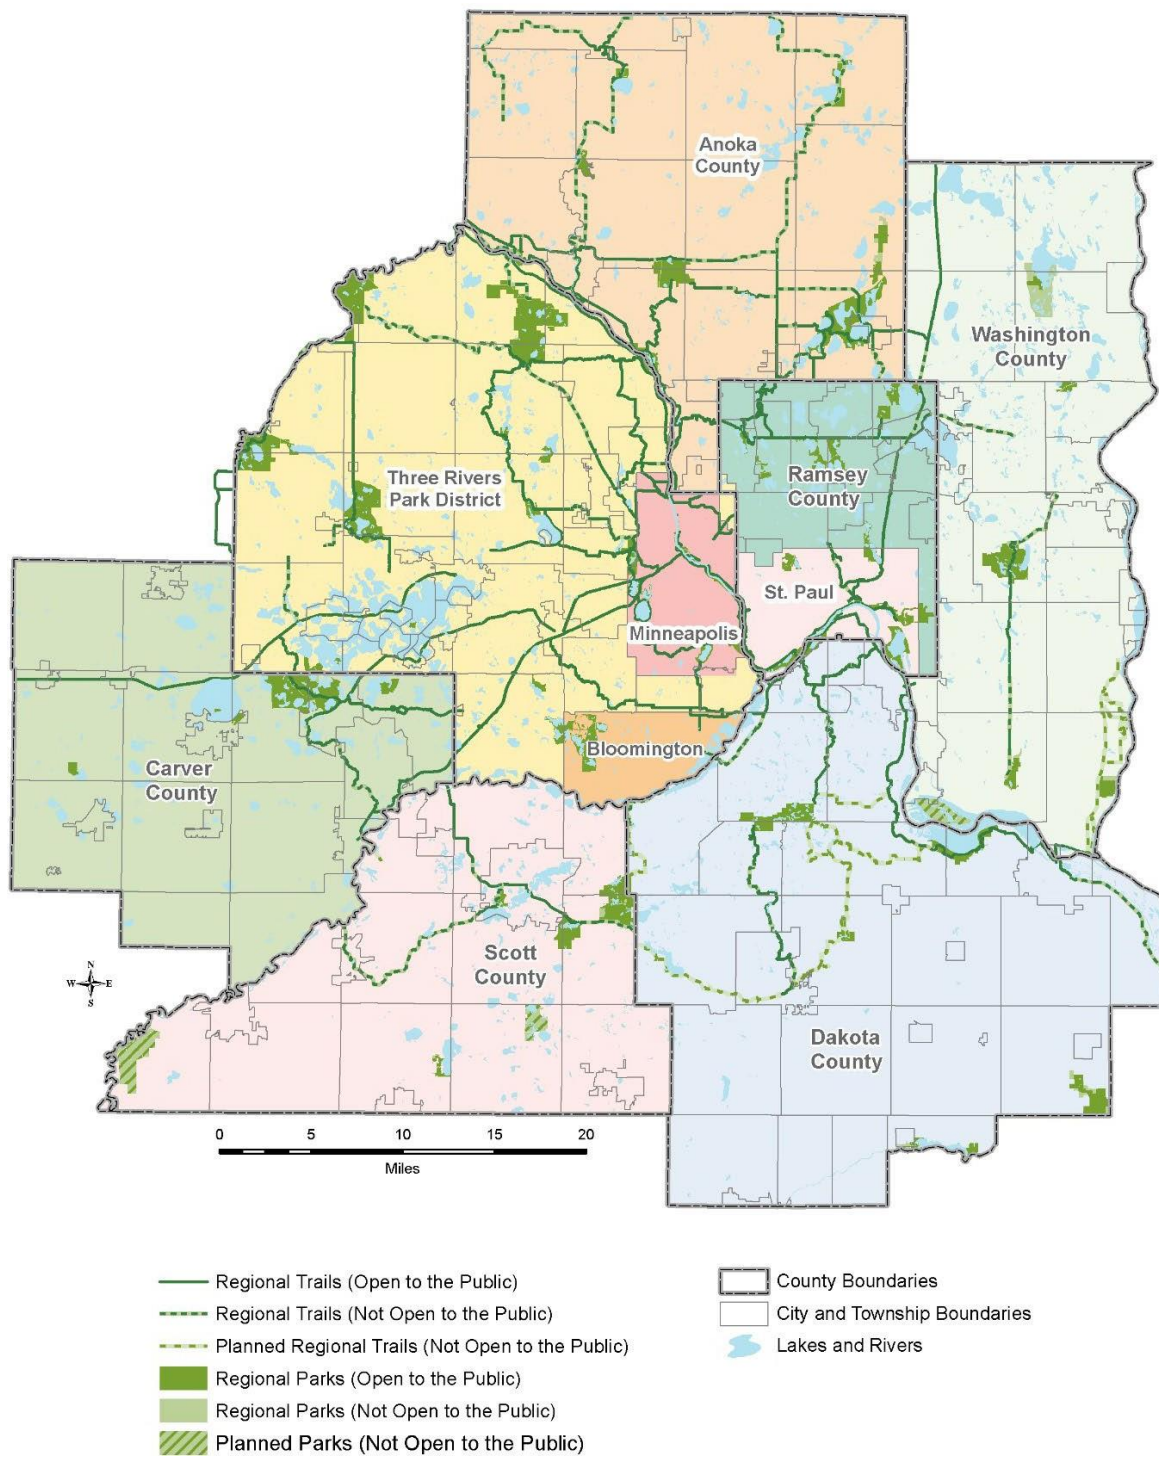 Anoka
County
Washington
County
Three Rivers
Park District
Ramsey
County
St. Paul
Minneapolis
Bloomington
Carver
County
Scott
County
N
W E
S
Dakota
County
0 5 10 15 20
Miles
Regional Trails (Open to the Public)
Regional Trails (Not Open to the Public)
Planned Regional Trails (Not Open to the Public)
Regional Parks (Open to the Public)
Regional Parks (Not Open to the Public)
Planned Parks (Not Open to the Public)
County Boundaries
City and Township Boundaries
Lakes and Rivers